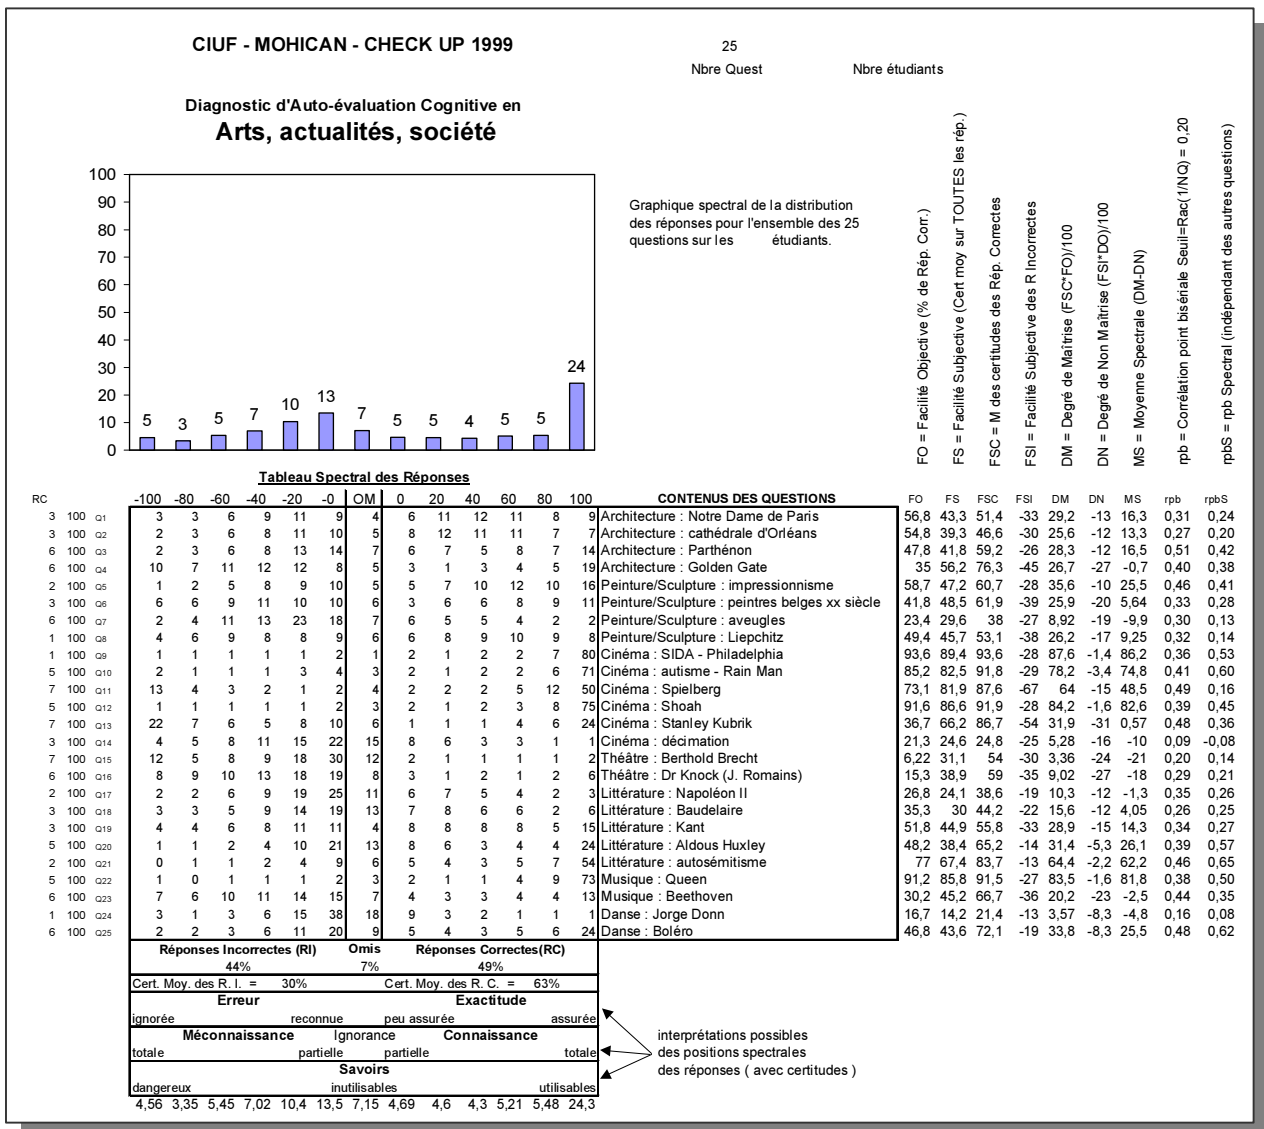 CIUF - MOHICAN - CHECK UP 1999
25
Nbre Quest Nbre étudiants
Diagnostic d'Auto-évaluation Cognitive en
Arts, actualités, société
FO = Facilité Objective (% de Rép. Corr.)
FS = Facilité Subjective (Cert moy sur TOUTES les rép.)
FSC = M des certitudes des Rép. Correctes
FSI = Facilité Subjective des R Incorrectes
DM = Degré de Maîtrise (FSC*FO)/100
DN = Degré de Non Maîtrise (FSI*DO)/100
MS = Moyenne Spectrale (DM-DN)
rpb = Corrélation point bisériale Seuil=Rac(1/NQ) = 0,20
rpbS = rpb Spectral (indépendant des autres questions)
100
90
80
70
60
50
40
30
20
10
0
5 3 5 7 10 13 7 5 5 4 5 5 24
Graphique spectral de la distribution
des réponses pour l'ensemble des 25
questions sur les étudiants.
Tableau Spectral des Réponses
RC -100 -80 -60 -40 -20 -0 OM 0 20 40 60 80 100 CONTENUS DES QUESTIONS FO FS FSC FSI DM DN MS rpb rpbS
3 100 Q1 3 3 6 9 11 9 4 6 11 12 11 8 9 Architecture : Notre Dame de Paris 56,8 43,3 51,4 -33 29,2 -13 16,3 0,31 0,24
3 100 Q2 2 3 6 8 11 10 5 8 12 11 11 7 7 Architecture : cathédrale d'Orléans 54,8 39,3 46,6 -30 25,6 -12 13,3 0,27 0,20
6 100 Q3 2 3 6 8 13 14 7 6 7 5 8 7 14 Architecture : Parthénon 47,8 41,8 59,2 -26 28,3 -12 16,5 0,51 0,42
6 100 Q4 10 7 11 12 12 8 5 3 1 3 4 5 19 Architecture : Golden Gate 35 56,2 76,3 -45 26,7 -27 -0,7 0,40 0,38
2 100 Q5 1 2 5 8 9 10 5 5 7 10 12 10 16 Peinture/Sculpture : impressionnisme 58,7 47,2 60,7 -28 35,6 -10 25,5 0,46 0,41
3 100 Q6 6 6 9 11 10 10 6 3 6 6 8 9 11 Peinture/Sculpture : peintres belges xx siècle 41,8 48,5 61,9 -39 25,9 -20 5,64 0,33 0,28
6 100 Q7 2 4 11 13 23 18 7 6 5 5 4 2 2 Peinture/Sculpture : aveugles 23,4 29,6 38 -27 8,92 -19 -9,9 0,30 0,13
1 100 Q8 4 6 9 8 8 9 6 6 8 9 10 9 8 Peinture/Sculpture : Liepchitz 49,4 45,7 53,1 -38 26,2 -17 9,25 0,32 0,14
1 100 Q9 1 1 1 1 1 2 1 2 1 2 2 7 80 Cinéma : SIDA - Philadelphia 93,6 89,4 93,6 -28 87,6 -1,4 86,2 0,36 0,53
5 100 Q10 2 1 1 1 3 4 3 2 1 2 2 6 71 Cinéma : autisme - Rain Man 85,2 82,5 91,8 -29 78,2 -3,4 74,8 0,41 0,60
7 100 Q11 13 4 3 2 1 2 4 2 2 2 5 12 50 Cinéma : Spielberg 73,1 81,9 87,6 -67 64 -15 48,5 0,49 0,16
5 100 Q12 1 1 1 1 1 2 3 2 1 2 3 8 75 Cinéma : Shoah 91,6 86,6 91,9 -28 84,2 -1,6 82,6 0,39 0,45
7 100 Q13 22 7 6 5 8 10 6 1 1 1 4 6 24 Cinéma : Stanley Kubrik 36,7 66,2 86,7 -54 31,9 -31 0,57 0,48 0,36
3 100 Q14 4 5 8 11 15 22 15 8 6 3 3 1 1 Cinéma : décimation 21,3 24,6 24,8 -25 5,28 -16 -10 0,09 -0,08
7 100 Q15 12 5 8 9 18 30 12 2 1 1 1 1 2 Théâtre : Berthold Brecht 6,22 31,1 54 -30 3,36 -24 -21 0,20 0,14
6 100 Q16 8 9 10 13 18 19 8 3 1 2 1 2 6 Théâtre : Dr Knock (J. Romains) 15,3 38,9 59 -35 9,02 -27 -18 0,29 0,21
2 100 Q17 2 2 6 9 19 25 11 6 7 5 4 2 3 Littérature : Napoléon II 26,8 24,1 38,6 -19 10,3 -12 -1,3 0,35 0,26
3 100 Q18 3 3 5 9 14 19 13 7 8 6 6 2 6 Littérature : Baudelaire 35,3 30 44,2 -22 15,6 -12 4,05 0,26 0,25
3 100 Q19 4 4 6 8 11 11 4 8 8 8 8 5 15 Littérature : Kant 51,8 44,9 55,8 -33 28,9 -15 14,3 0,34 0,27
5 100 Q20 1 1 2 4 10 21 13 8 6 3 4 4 24 Littérature : Aldous Huxley 48,2 38,4 65,2 -14 31,4 -5,3 26,1 0,39 0,57
2 100 Q21 0 1 1 2 4 9 6 5 4 3 5 7 54 Littérature : autosémitisme 77 67,4 83,7 -13 64,4 -2,2 62,2 0,46 0,65
5 100 Q22 1 0 1 1 1 2 3 2 1 1 4 9 73 Musique : Queen 91,2 85,8 91,5 -27 83,5 -1,6 81,8 0,38 0,50
6 100 Q23 7 6 10 11 14 15 7 4 3 3 4 4 13 Musique : Beethoven 30,2 45,2 66,7 -36 20,2 -23 -2,5 0,44 0,35
1 100 Q24 3 1 3 6 15 38 18 9 3 2 1 1 1 Danse : Jorge Donn 16,7 14,2 21,4 -13 3,57 -8,3 -4,8 0,16 0,08
6 100 Q25 2 2 3 6 11 20 9 5 4 3 5 6 24 Danse : Boléro 46,8 43,6 72,1 -19 33,8 -8,3 25,5 0,48 0,62
Réponses Incorrectes (RI) Omis Réponses Correctes(RC)
44% 7% 49%
Cert. Moy. des R. I. = 30% Cert. Moy. des R. C. = 63%
Erreur Exactitude
ignorée reconnue peu assurée assurée
Méconnaissance Ignorance Connaissance
totale partielle partielle totale
Savoirs
dangereux inutilisables utilisables
interprétations possibles
des positions spectrales
des réponses ( avec certitudes )
4,56 3,35 5,45 7,02 10,4 13,5 7,15 4,69 4,6 4,3 5,21 5,48 24,3